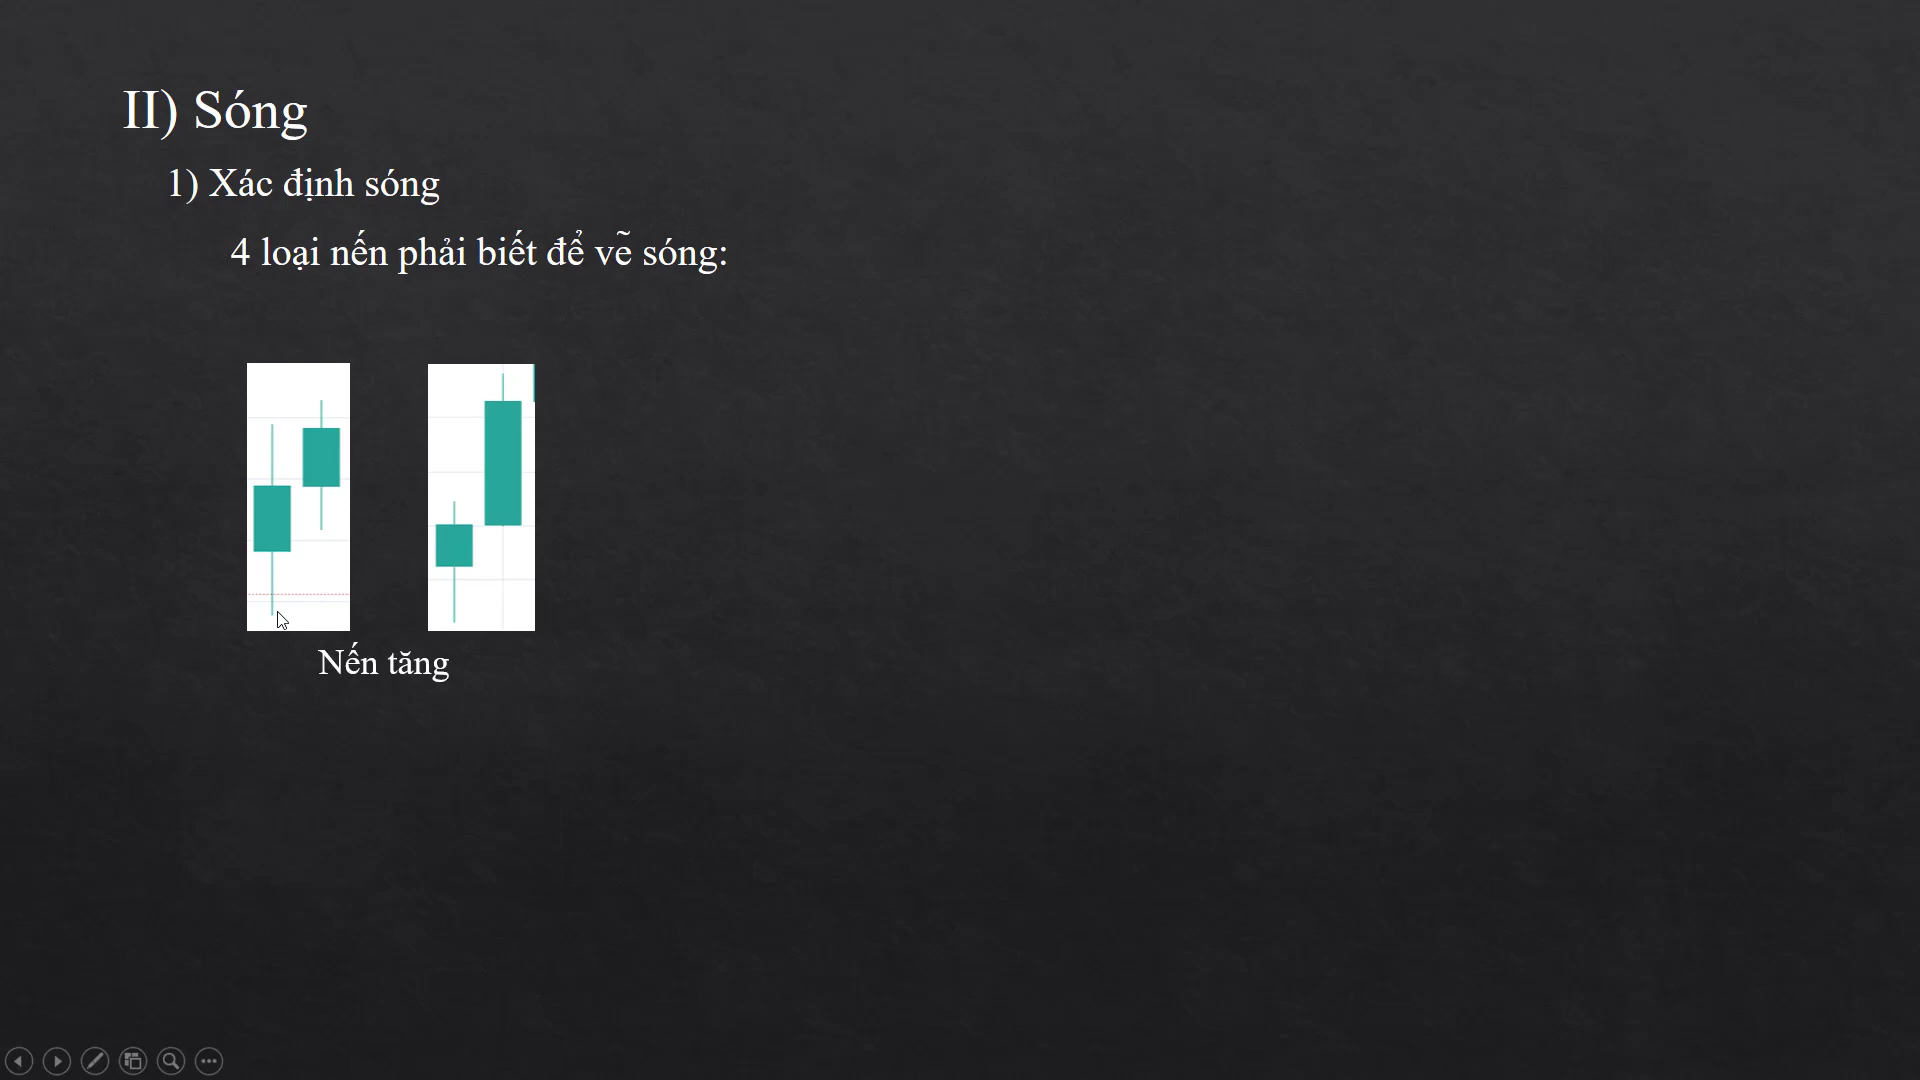 II) Sóng
1) Xác định sóng
4 loại nến phải biết để vẽ sóng:
Nến tăng